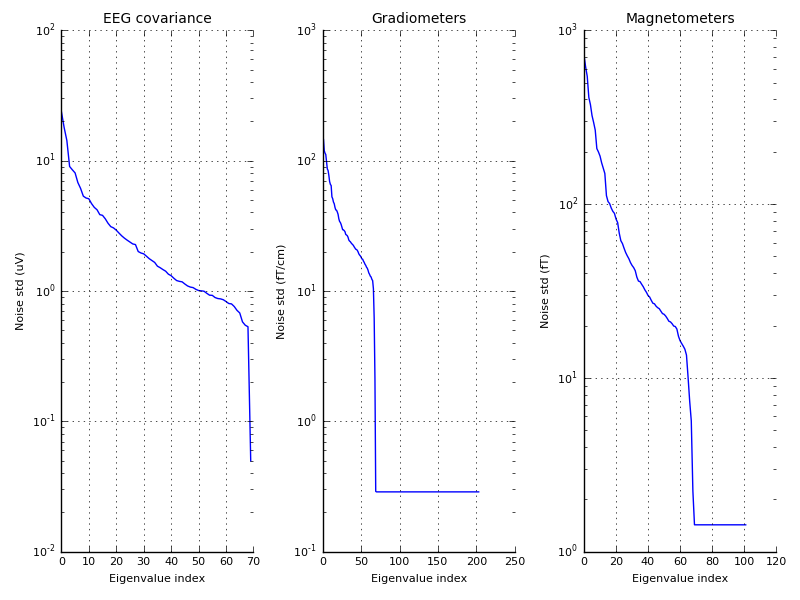 EEG covariance
Noise std (uV)
10^2
10^1
10^0
10^-1
10^-2
0 10 20 30 40 50 60 70
Eigenvalue index
Gradiometers
Noise std (fT/cm)
10^3
10^2
10^1
10^0
10^-1
0 50 100 150 200 250
Eigenvalue index
Magnetometers
Noise std (fT)
10^3
10^2
10^1
10^0
0 20 40 60 80 100 120
Eigenvalue index